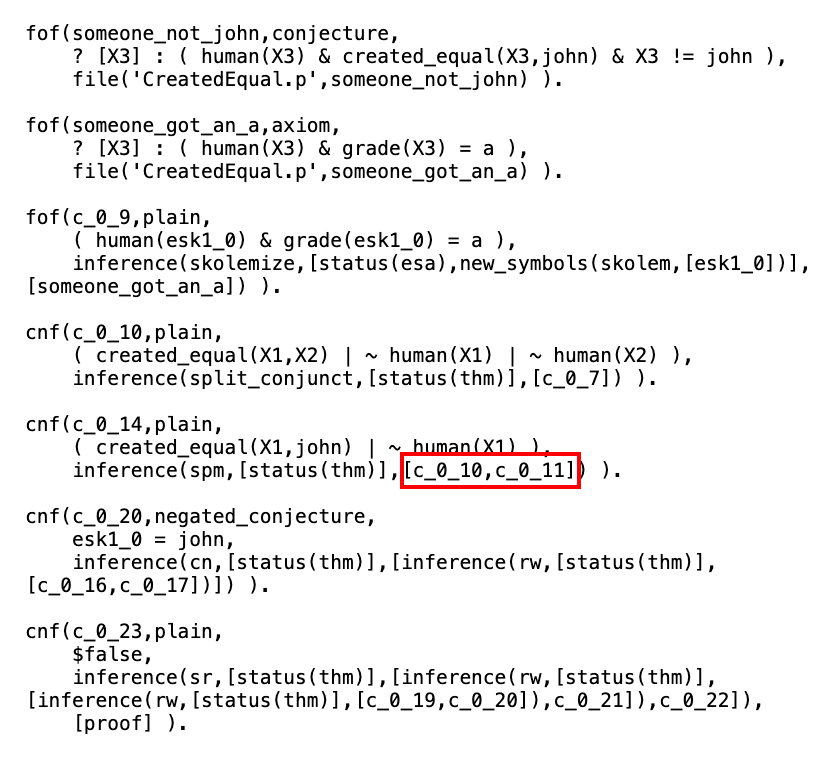 fof(someone_not_john,conjecture,
? [X3] : ( human(X3) & created_equal(X3,john) & X3 != john ),
file('CreatedEqual.p',someone_not_john) ).
fof(someone_got_an_a,axiom,
? [X3] : ( human(X3) & grade(X3) = a ),
file('CreatedEqual.p',someone_got_an_a) ).
fof(c_0_9,plain,
( human(esk1_0) & grade(esk1_0) = a ),
inference(skolemize,[status(esa),new_symbols(skolem,[esk1_0])],
[someone_got_an_a]) ).
cnf(c_0_10,plain,
( created_equal(X1,X2) | ~ human(X1) | ~ human(X2) ),
inference(split_conjunct,[status(thm)],[c_0_7]) ).
cnf(c_0_14,plain,
( created_equal(X1,john) | ~ human(X1) ),
inference(spm,[status(thm)],[c_0_10,c_0_11]) ).
cnf(c_0_20,negated_conjecture,
esk1_0 = john,
inference(cn,[status(thm)],[inference(rw,[status(thm)],
[c_0_16,c_0_17])]) ).
cnf(c_0_23,plain,
$false,
inference(sr,[status(thm)],[inference(rw,[status(thm)],
[inference(rw,[status(thm)],[c_0_19,c_0_20]),c_0_21]),c_0_22]),
[proof] ).